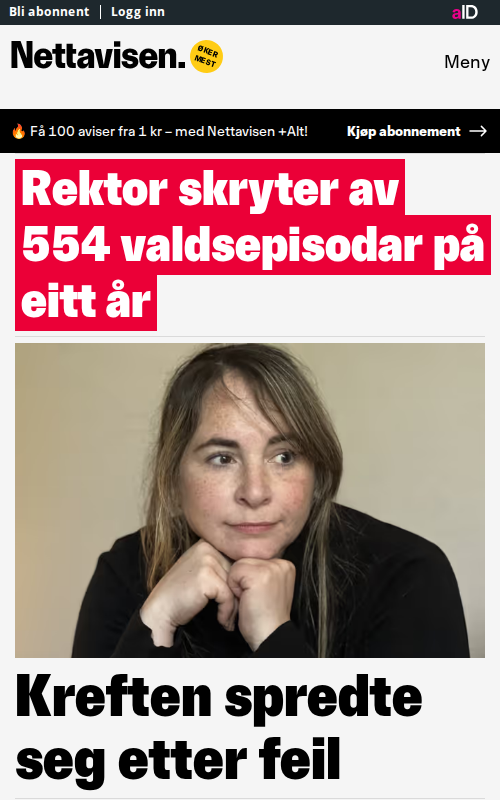 Bli abonnent | Logg inn
aID
Nettavisen.
ØKER
MEST
Meny
🔥 Få 100 aviser fra 1 kr – med Nettavisen +Alt!
Kjøp abonnement →
Rektor skryter av
554 valdsepisodar på
eitt år
Kreften spredte
seg etter feil